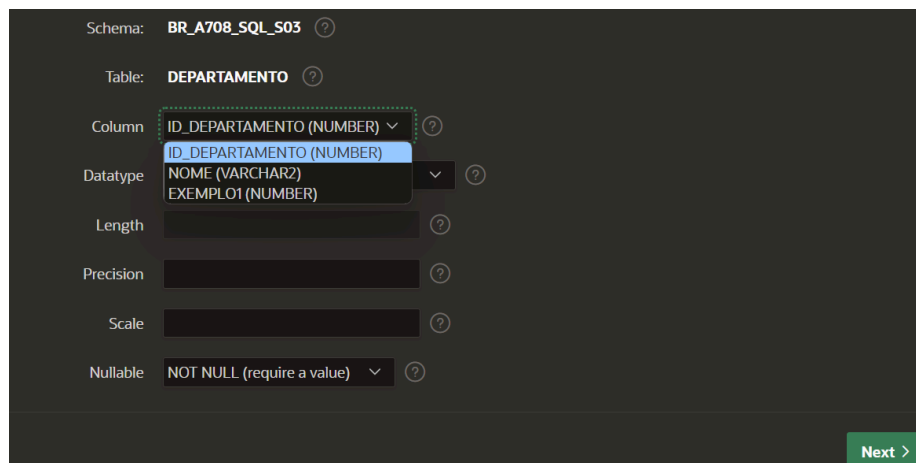 Schema: BR_A708_SQL_S03 ?
Table: DEPARTAMENTO ?
Column ID_DEPARTAMENTO (NUMBER) ?
ID_DEPARTAMENTO (NUMBER)
Datatype NOME (VARCHAR2) ?
EXEMPLO1 (NUMBER)
Length ?
Precision ?
Scale ?
Nullable NOT NULL (require a value) ?
Next >